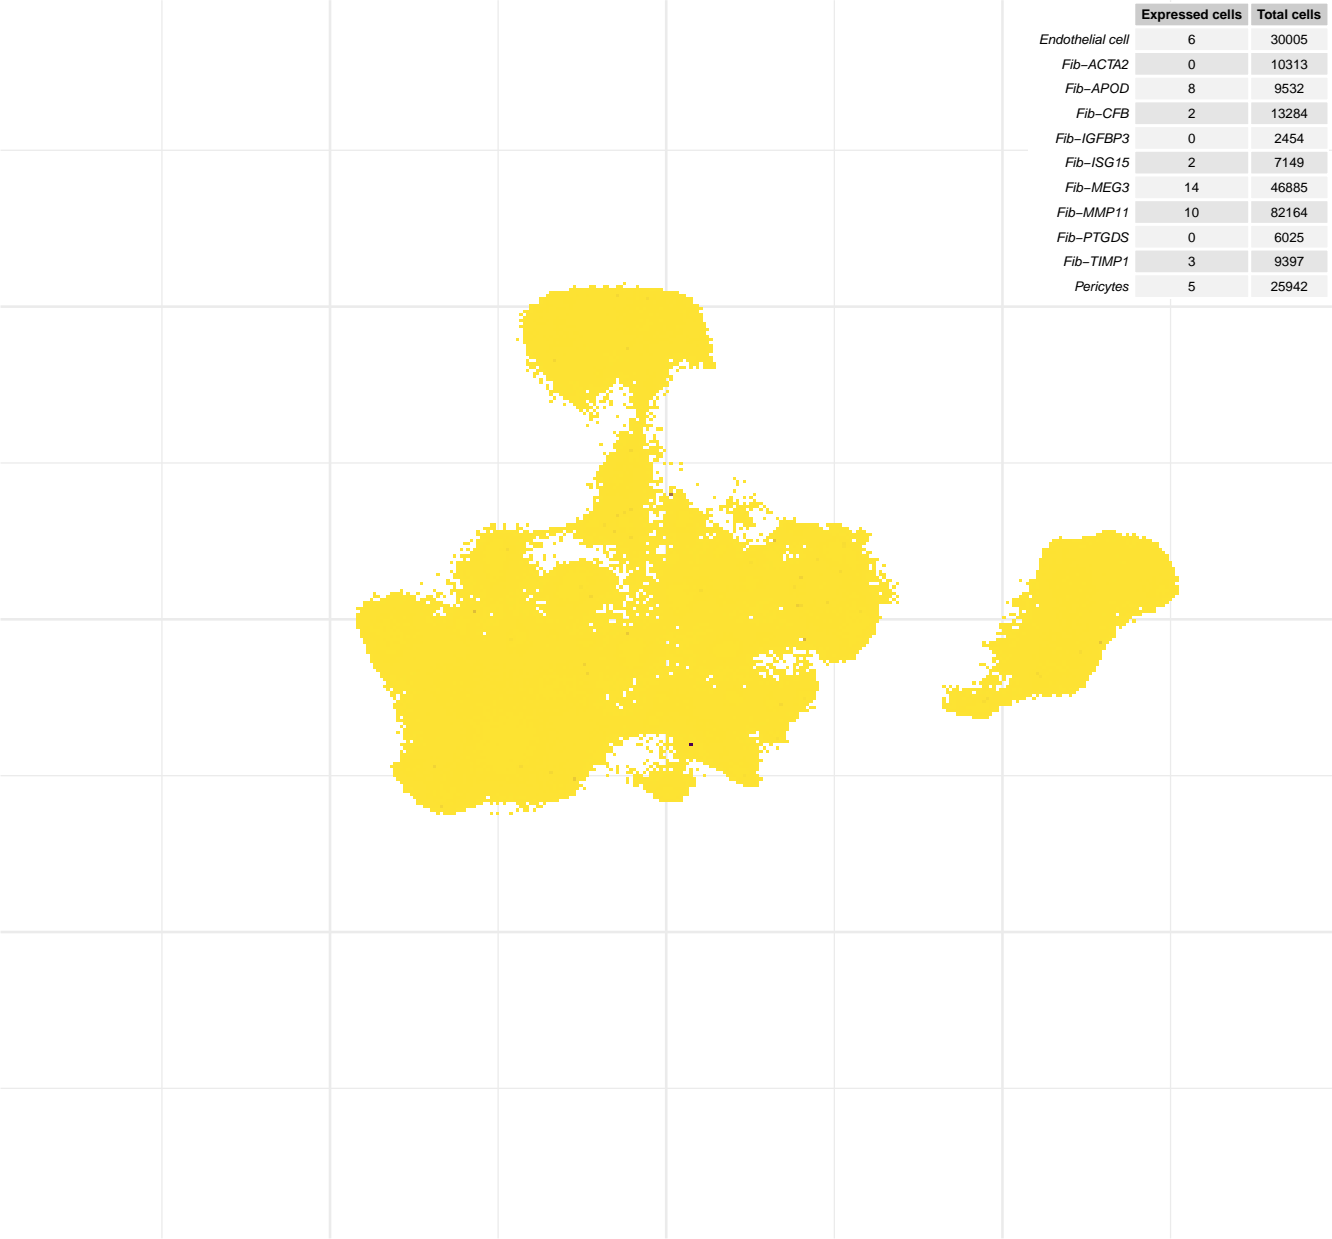 Expressed cells Total cells
Endothelial cell 6 30005
Fib−ACTA2 0 10313
Fib−APOD 8 9532
Fib−CFB 2 13284
Fib−IGFBP3 0 2454
Fib−ISG15 2 7149
Fib−MEG3 14 46885
Fib−MMP11 10 82164
Fib−PTGDS 0 6025
Fib−TIMP1 3 9397
Pericytes 5 25942